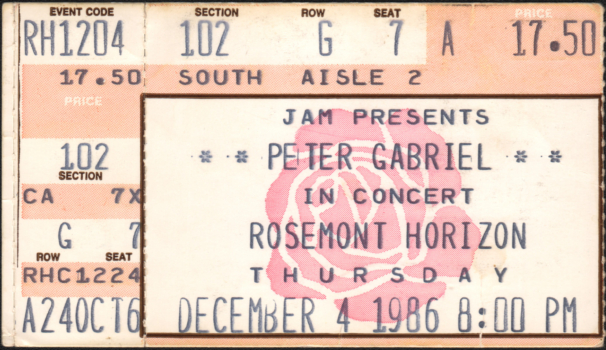 EVENT CODE SECTION ROW SEAT PRICE
RH1204 102 G 7 A 17.50
17.50 SOUTH AISLE 2
PRICE
JAM PRESENTS
102 * * PETER GABRIEL * *
SECTION
CA 7X IN CONCERT
G 7 ROSEMONT HORIZON
ROW SEAT
RHC1224 THURSDAY
A24OCT6 DECEMBER 4 1986 8:00 PM